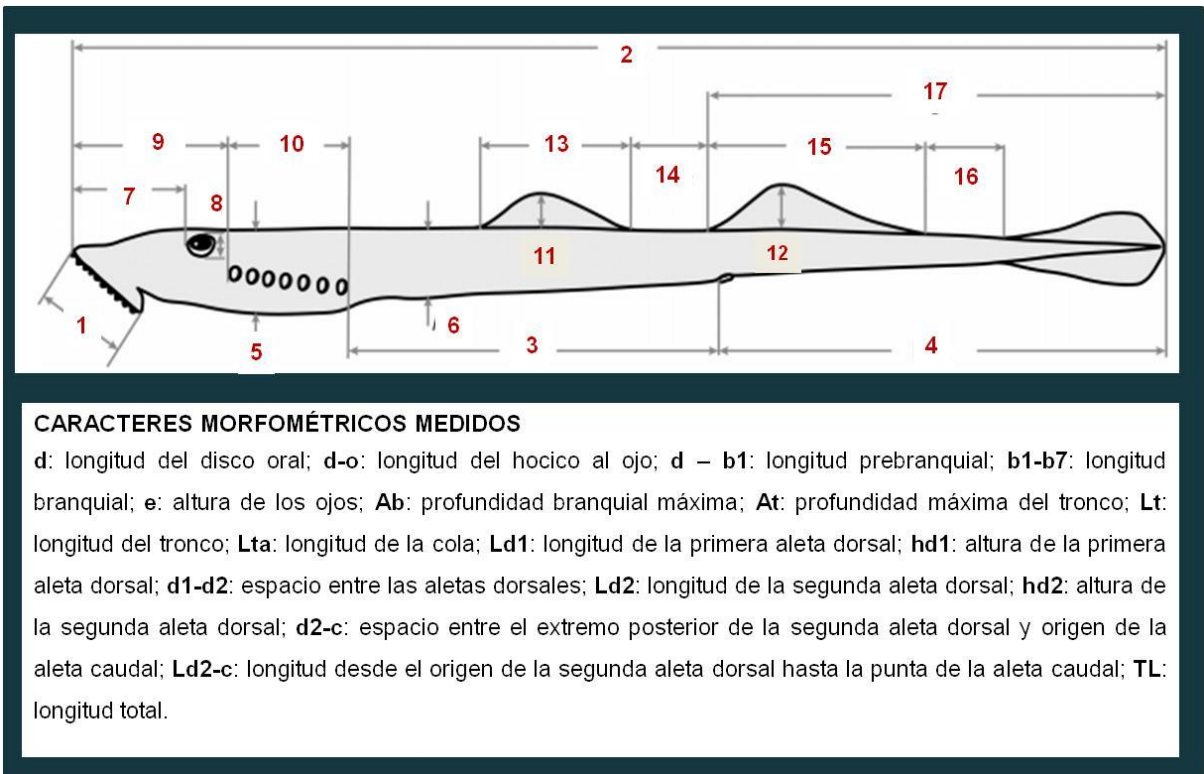 2
17
9 10 13 15
14 16
7 8
11 12
1 5 6 3 4
CARACTERES MORFOMÉTRICOS MEDIDOS
d: longitud del disco oral; d-o: longitud del hocico al ojo; d – b1: longitud prebranquial; b1-b7: longitud
branquial; e: altura de los ojos; Ab: profundidad branquial máxima; At: profundidad máxima del tronco; Lt:
longitud del tronco; Lta: longitud de la cola; Ld1: longitud de la primera aleta dorsal; hd1: altura de la primera
aleta dorsal; d1-d2: espacio entre las aletas dorsales; Ld2: longitud de la segunda aleta dorsal; hd2: altura de
la segunda aleta dorsal; d2-c: espacio entre el extremo posterior de la segunda aleta dorsal y origen de la
aleta caudal; Ld2-c: longitud desde el origen de la segunda aleta dorsal hasta la punta de la aleta caudal; TL:
longitud total.